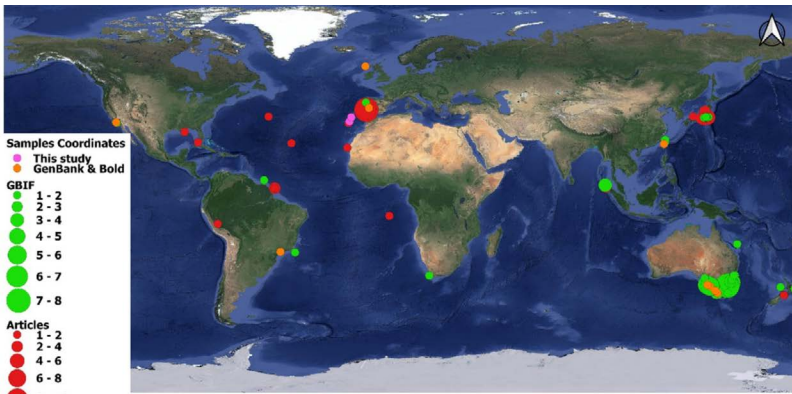 Samples Coordinates
This study
GenBank & Bold
GBIF
1 - 2
2 - 3
3 - 4
4 - 5
5 - 6
6 - 7
7 - 8
Articles
1 - 2
2 - 4
4 - 6
6 - 8